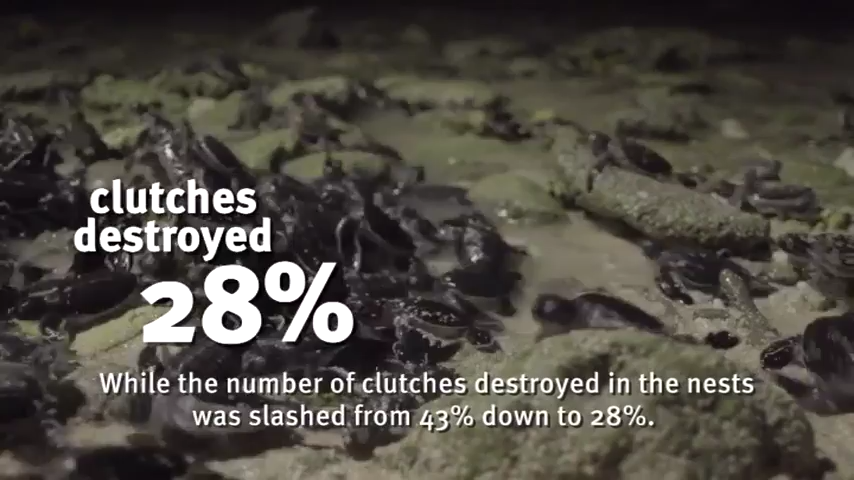 clutches
destroyed
28%
While the number of clutches destroyed in the nests
was slashed from 43% down to 28%.